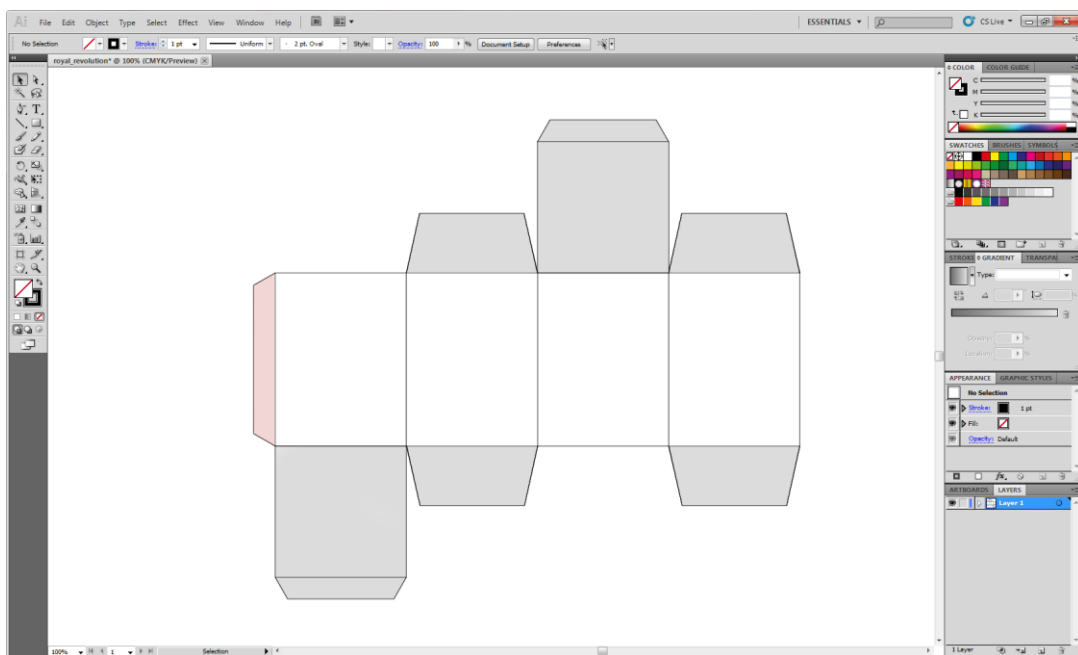 Ai File Edit Object Type Select Effect View Window Help Br ESSENTIALS CS Live
No Selection Stroke: 1 pt Uniform 2 pt. Oval Style: Opacity: 100 % Document Setup Preferences
royal_revolution* @ 100% (CMYK/Preview)
COLOR COLOR GUIDE
C %
M %
Y %
K %
SWATCHES BRUSHES SYMBOLS
STROKE GRADIENT TRANSPA
Type:
%
Opacity: %
Location: %
APPEARANCE GRAPHIC STYLES
No Selection
Stroke: 1 pt
Fill:
Opacity: Default
fx
ARTBOARDS LAYERS
Layer 1
100% 1 Selection
1 Layer